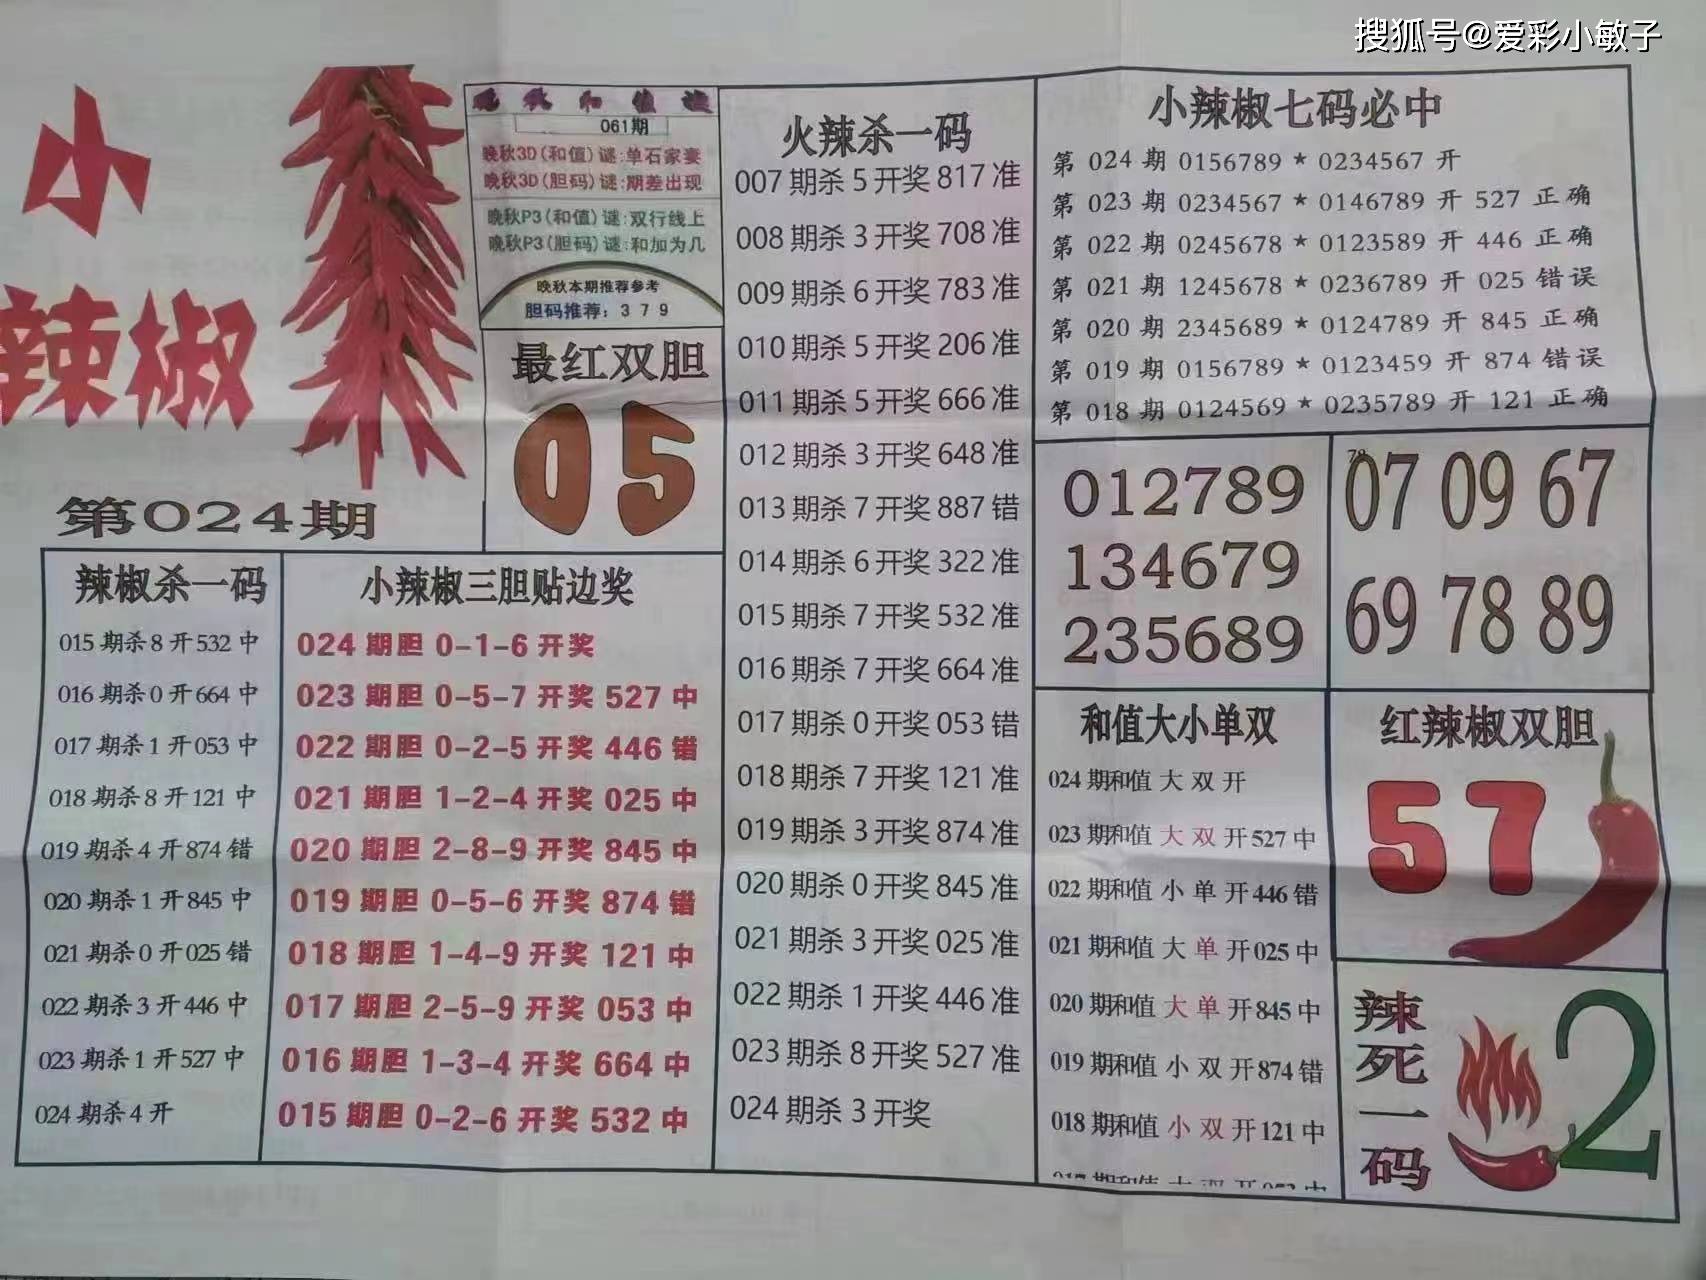 搜狐号@爱彩小敏子
小
辣椒
第024期
晚秋和值谜
061期
晚秋3D(和值)谜:单石家寨
晚秋3D(胆码)谜:期差出现
晚秋P3(和值)谜:双行线上
晚秋P3(胆码)谜:和加为几
晚秋本期推荐参考
胆码推荐:379
最红双胆
05
辣椒杀一码
015期杀8开532中
016期杀0开664中
017期杀1开053中
018期杀8开121中
019期杀4开874错
020期杀1开845中
021期杀0开025错
022期杀3开446中
023期杀1开527中
024期杀4开
小辣椒三胆贴边奖
024期胆0-1-6开奖
023期胆0-5-7开奖527中
022期胆0-2-5开奖446错
021期胆1-2-4开奖025中
020期胆2-8-9开奖845中
019期胆0-5-6开奖874错
018期胆1-4-9开奖121中
017期胆2-5-9开奖053中
016期胆1-3-4开奖664中
015期胆0-2-6开奖532中
火辣杀一码
007期杀5开奖817准
008期杀3开奖708准
009期杀6开奖783准
010期杀5开奖206准
011期杀5开奖666准
012期杀3开奖648准
013期杀7开奖887错
014期杀6开奖322准
015期杀7开奖532准
016期杀7开奖664准
017期杀0开奖053错
018期杀7开奖121准
019期杀3开奖874准
020期杀0开奖845准
021期杀3开奖025准
022期杀1开奖446准
023期杀8开奖527准
024期杀3开奖
小辣椒七码必中
第 024 期 0156789 * 0234567 开
第 023 期 0234567 * 0146789 开 527 正确
第 022 期 0245678 * 0123589 开 446 正确
第 021 期 1245678 * 0236789 开 025 错误
第 020 期 2345689 * 0124789 开 845 正确
第 019 期 0156789 * 0123459 开 874 错误
第 018 期 0124569 * 0235789 开 121 正确
012789
134679
235689
07 09 67
69 78 89
和值大小单双
024期和值 大 双 开
023期和值 大 双 开527中
022期和值 小 单 开446错
021期和值 大 单 开025中
020期和值 大 单 开845中
019期和值 小 双 开874错
018期和值 小 双 开121中
红辣椒双胆
57
辣死一码
2